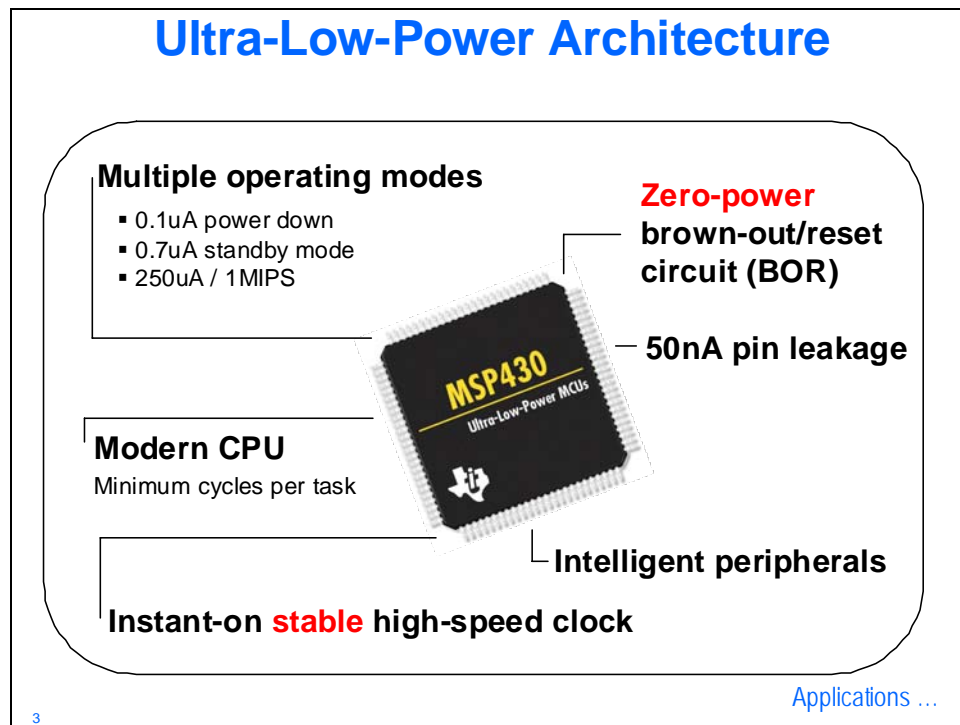 Ultra-Low-Power Architecture
Multiple operating modes
▪ 0.1uA power down
▪ 0.7uA standby mode
▪ 250uA / 1MIPS
Zero-power
brown-out/reset
circuit (BOR)
50nA pin leakage
MSP430
Ultra-Low-Power MCUs
Modern CPU
Minimum cycles per task
Intelligent peripherals
Instant-on stable high-speed clock
Applications ...
3